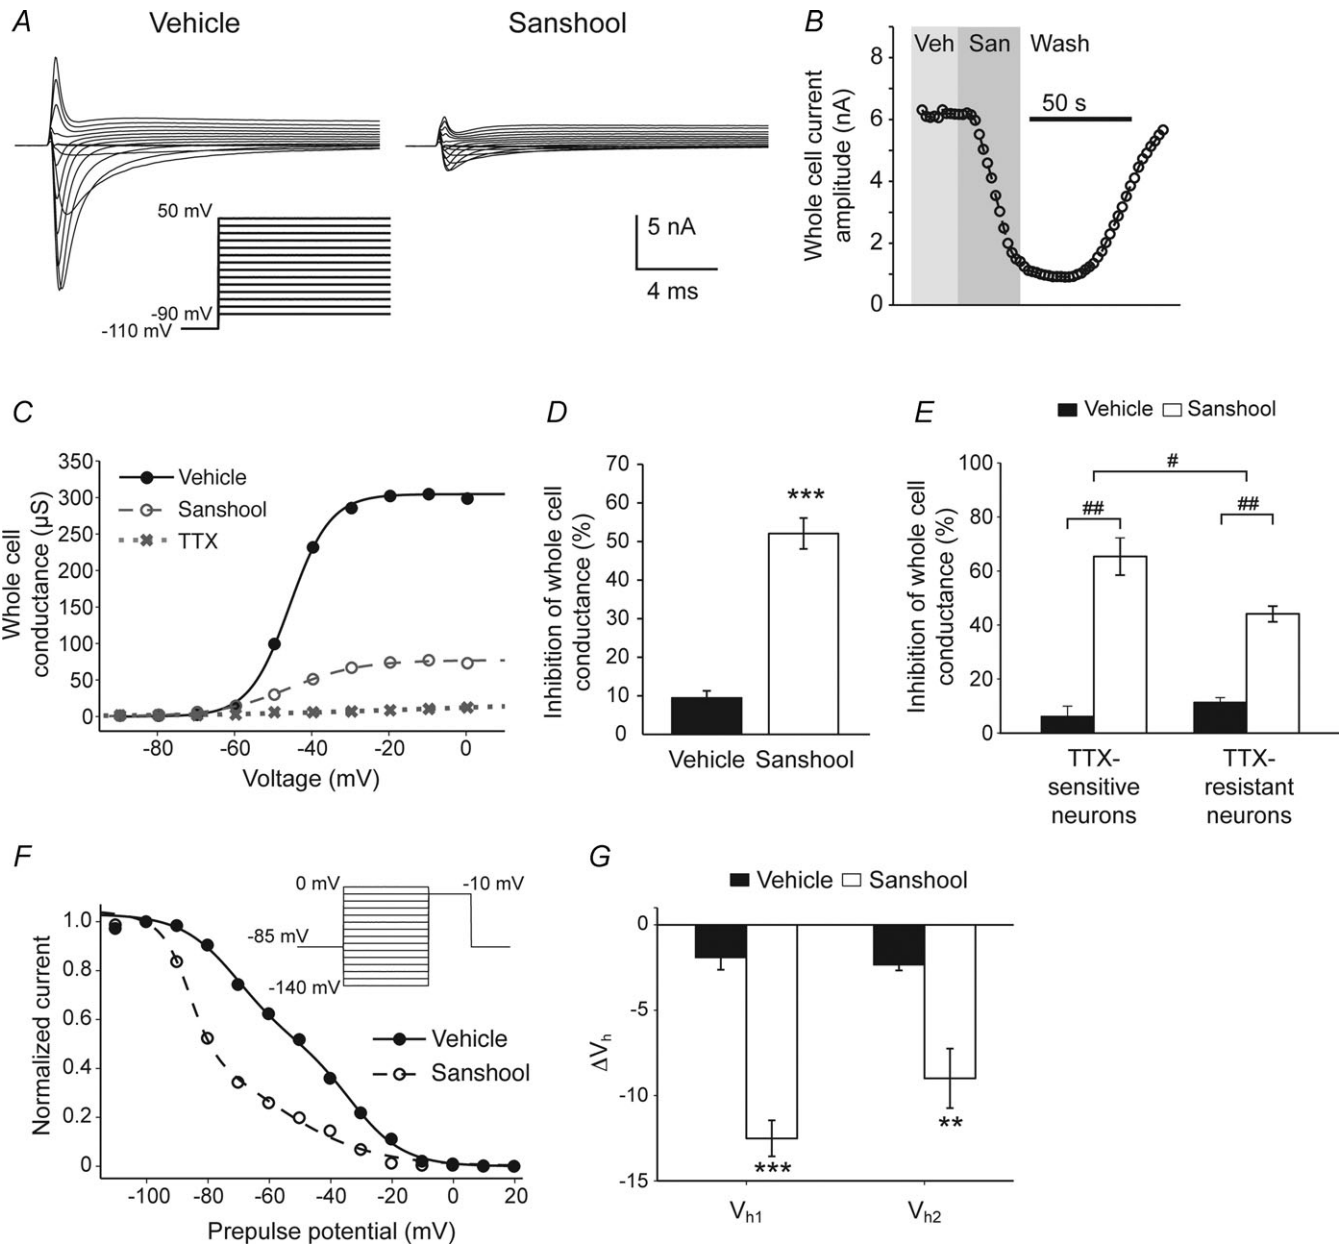 A
Vehicle
Sanshool
50 mV
-90 mV
-110 mV
5 nA
4 ms
B
Whole cell current
amplitude (nA)
8
6
4
2
0
Veh
San
Wash
50 s
C
Whole cell
conductance (µS)
350
300
250
200
150
100
50
0
Vehicle
Sanshool
TTX
-80
-60
-40
-20
0
Voltage (mV)
D
Inhibition of whole cell
conductance (%)
70
60
50
40
30
20
10
0
***
Vehicle
Sanshool
E
Vehicle
Sanshool
Inhibition of whole cell
conductance (%)
100
80
60
40
20
0
#
##
##
TTX-
sensitive
neurons
TTX-
resistant
neurons
F
0 mV
-10 mV
-85 mV
-140 mV
Normalized current
1.0
0.8
0.6
0.4
0.2
0
Vehicle
Sanshool
-100
-80
-60
-40
-20
0
20
Prepulse potential (mV)
G
Vehicle
Sanshool
ΔVh
0
-5
-10
-15
***
**
Vh1
Vh2